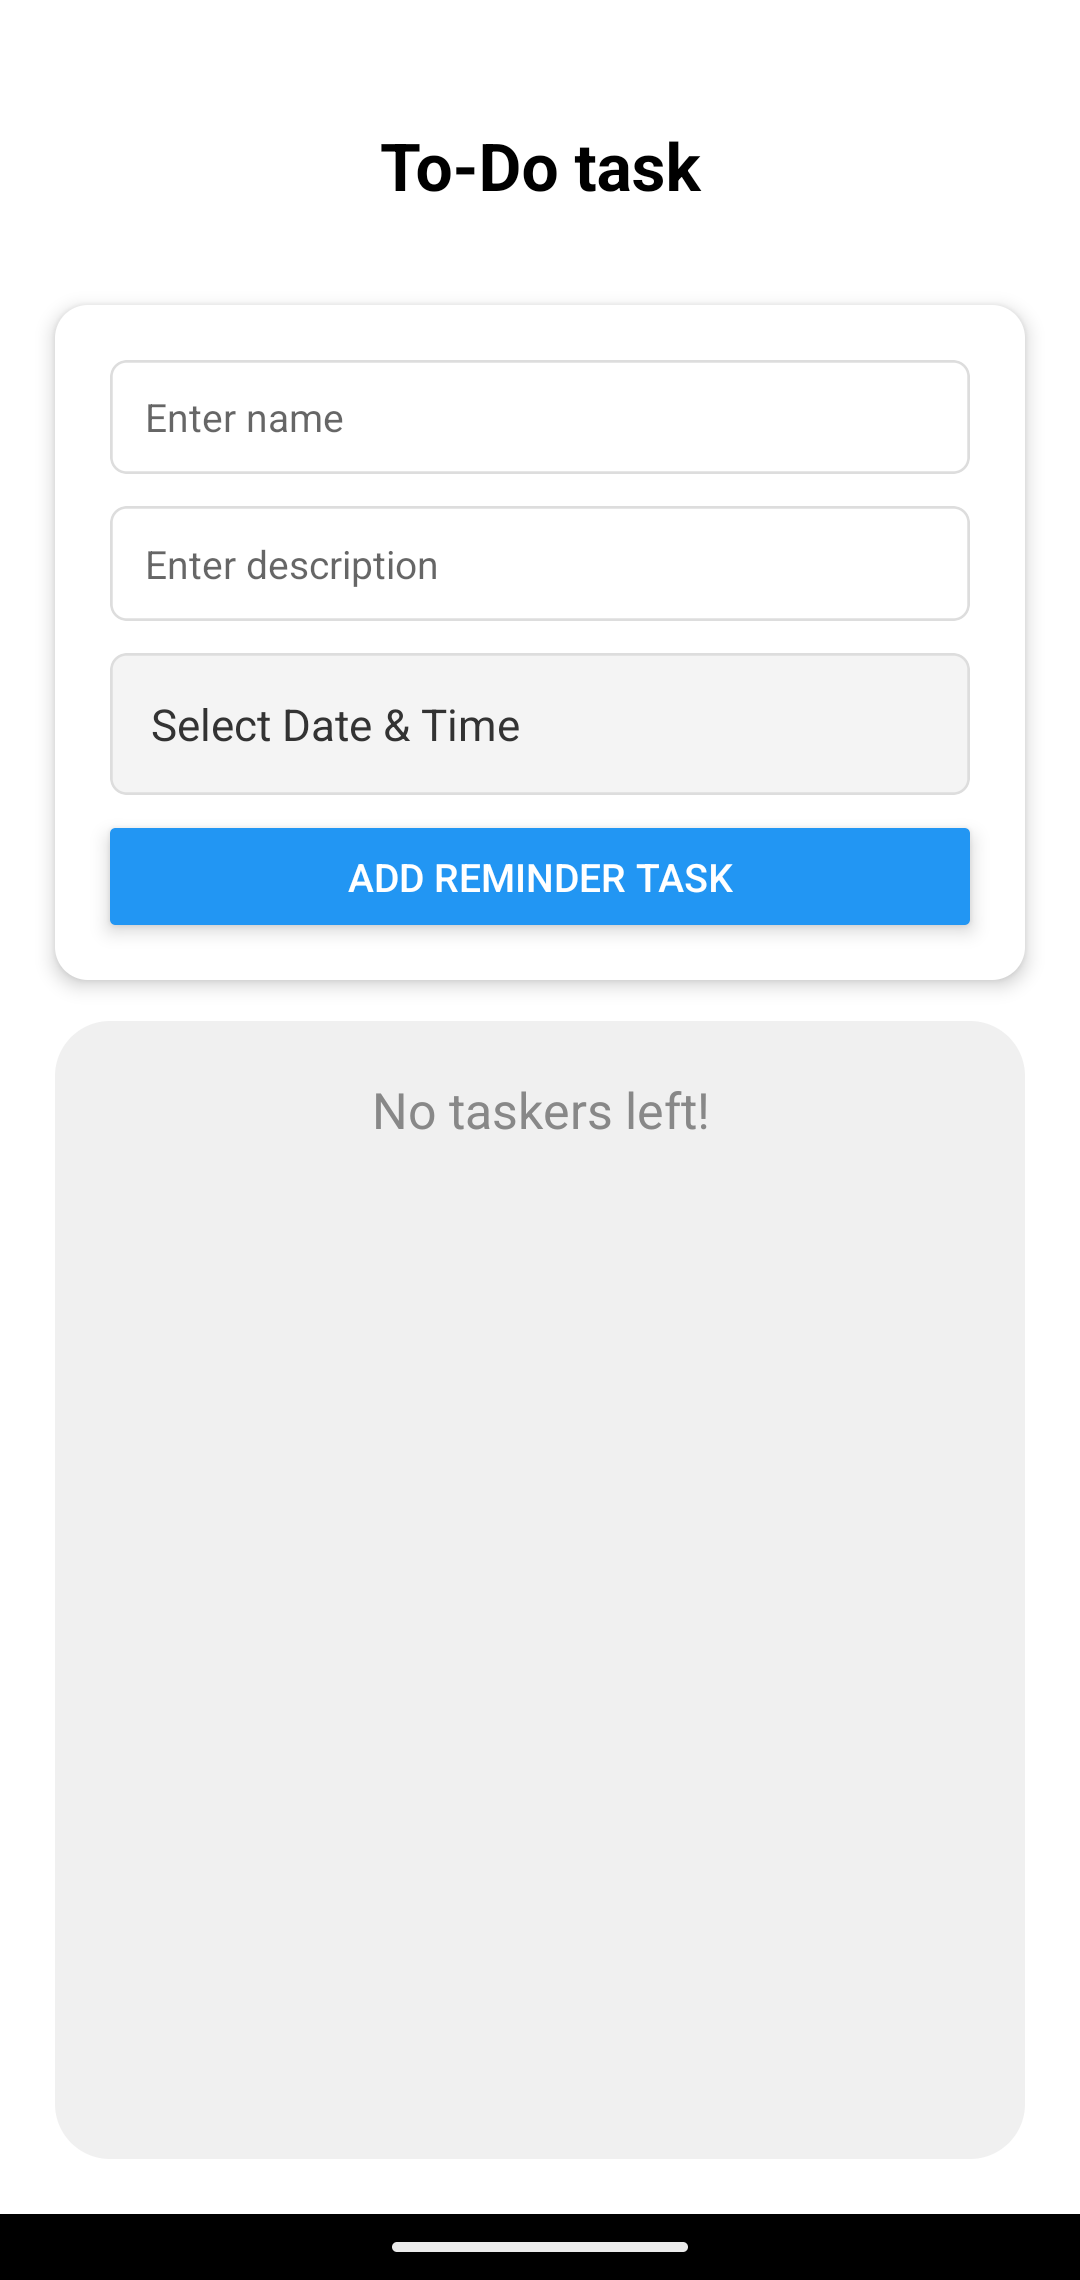 To-Do task
Enter name
Enter description
Select Date & Time
ADD REMINDER TASK
No taskers left!